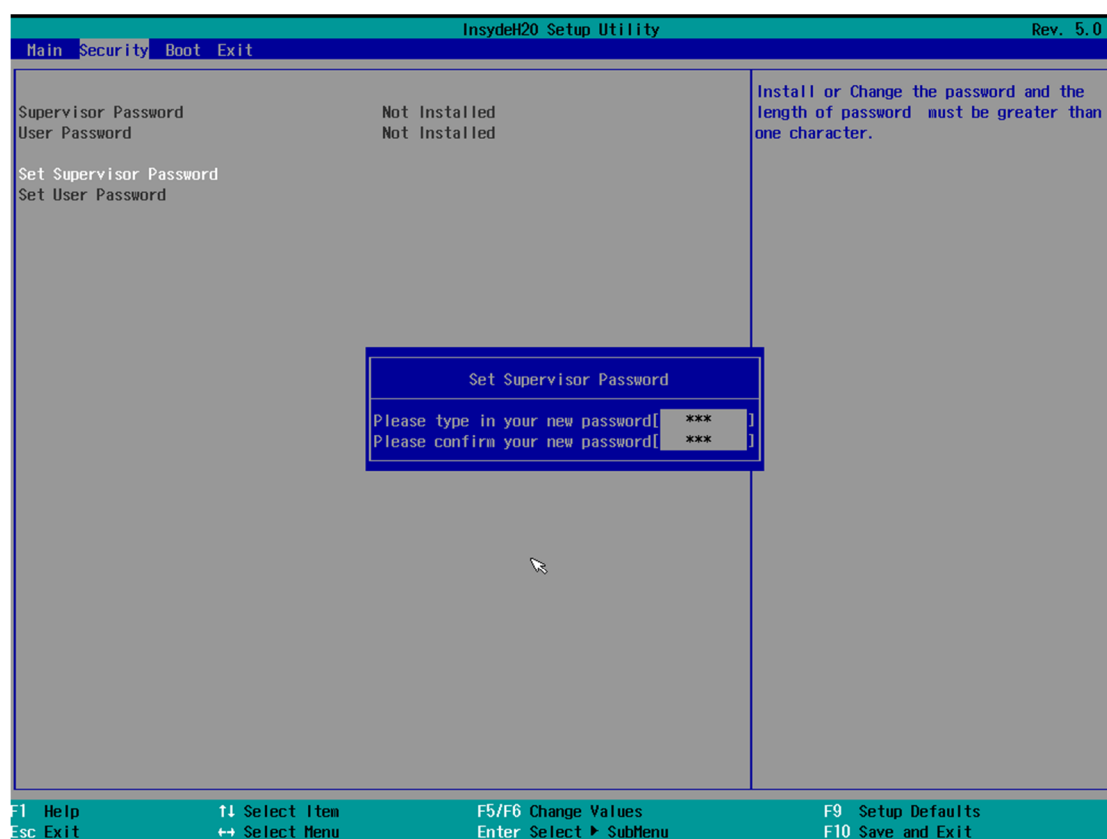 InsydeH20 Setup Utility Rev. 5.0
Main Security Boot Exit
Supervisor Password Not Installed
User Password Not Installed
Set Supervisor Password
Set User Password
Install or Change the password and the
length of password must be greater than
one character.
Set Supervisor Password
Please type in your new password[ *** ]
Please confirm your new password[ *** ]
F1 Help ↑↓ Select Item F5/F6 Change Values F9 Setup Defaults
Esc Exit ↔ Select Menu Enter Select ▶ SubMenu F10 Save and Exit